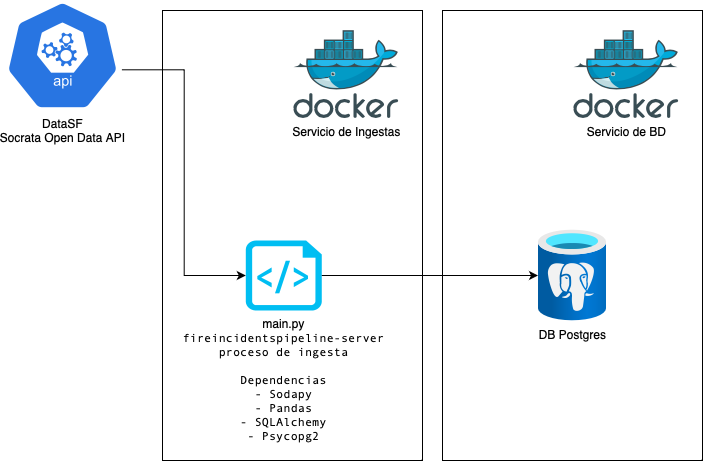 api
DataSF
Socrata Open Data API
docker
Servicio de Ingestas
docker
Servicio de BD
main.py
fireincidentspipeline-server
proceso de ingesta
Dependencias
- Sodapy
- Pandas
- SQLAlchemy
- Psycopg2
DB Postgres